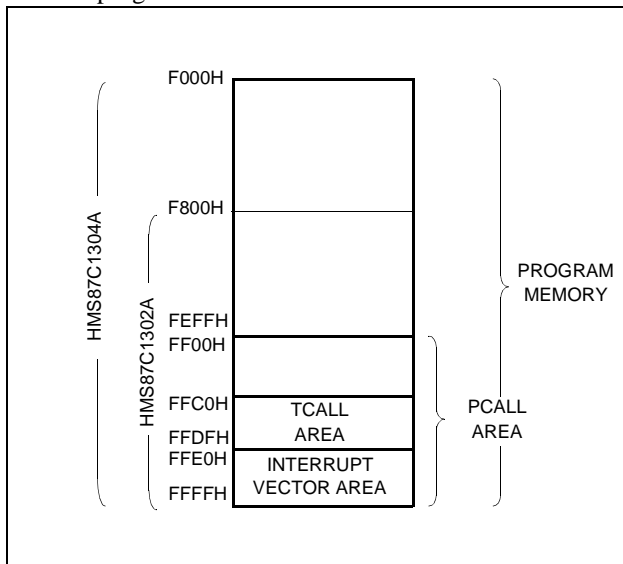 F000H
HMS87C1304A
F800H
HMS87C1302A
PROGRAM
MEMORY
FEFFH
FF00H
FFC0H
TCALL
AREA
PCALL
AREA
FFDFH
FFE0H
INTERRUPT
VECTOR AREA
FFFFH